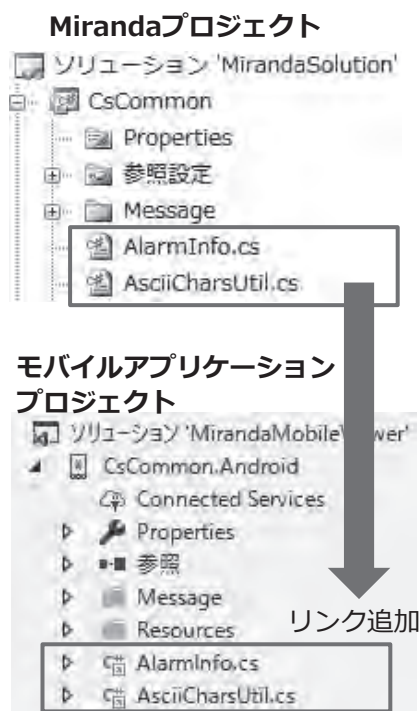 Mirandaプロジェクト
ソリューション 'MirandaSolution'
CsCommon
Properties
参照設定
Message
AlarmInfo.cs
AsciiCharsUtil.cs
モバイルアプリケーション
プロジェクト
ソリューション 'MirandaMobileV wer'
CsCommon.Android
Connected Services
Properties
参照
Message
Resources
リンク追加
AlarmInfo.cs
AsciiCharsUtil.cs